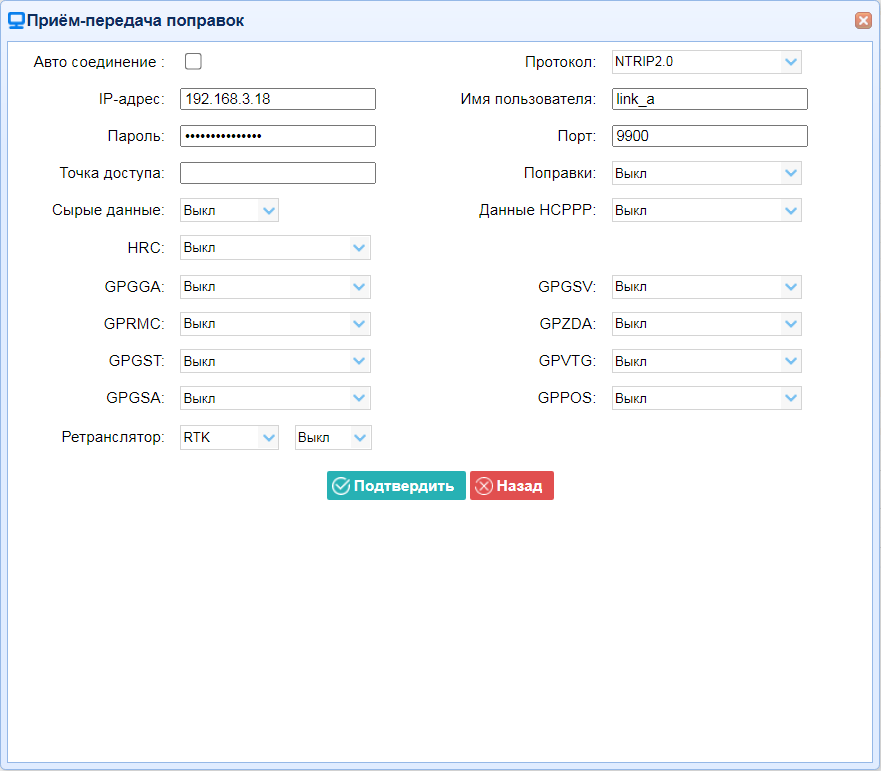 Приём-передача поправок
Авто соединение : Протокол: NTRIP2.0
IP-адрес: 192.168.3.18 Имя пользователя: link_a
Пароль: ••••••••••••••• Порт: 9900
Точка доступа: Поправки: Выкл
Сырые данные: Выкл Данные HCPPP: Выкл
HRC: Выкл
GPGGA: Выкл GPGSV: Выкл
GPRMC: Выкл GPZDA: Выкл
GPGST: Выкл GPVTG: Выкл
GPGSA: Выкл GPPOS: Выкл
Ретранслятор: RTK Выкл
Подтвердить Назад